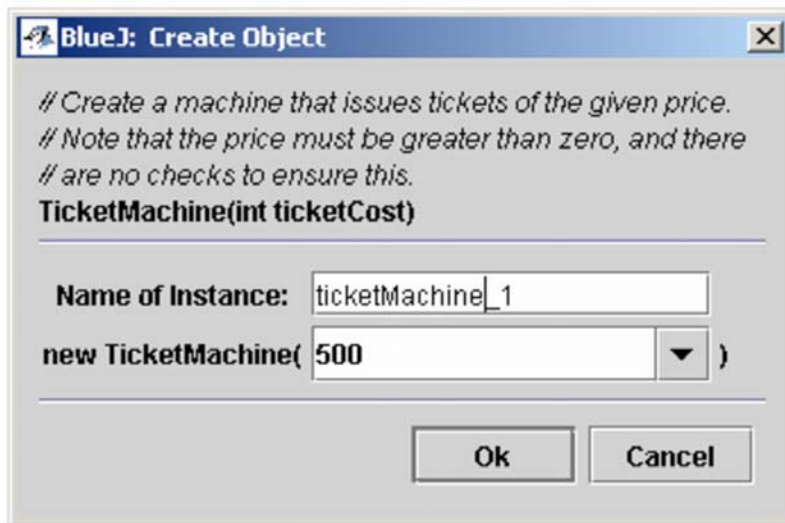 BlueJ: Create Object
// Create a machine that issues tickets of the given price.
// Note that the price must be greater than zero, and there
// are no checks to ensure this.
TicketMachine(int ticketCost)
Name of Instance: ticketMachine_1
new TicketMachine( 500 )
Ok Cancel